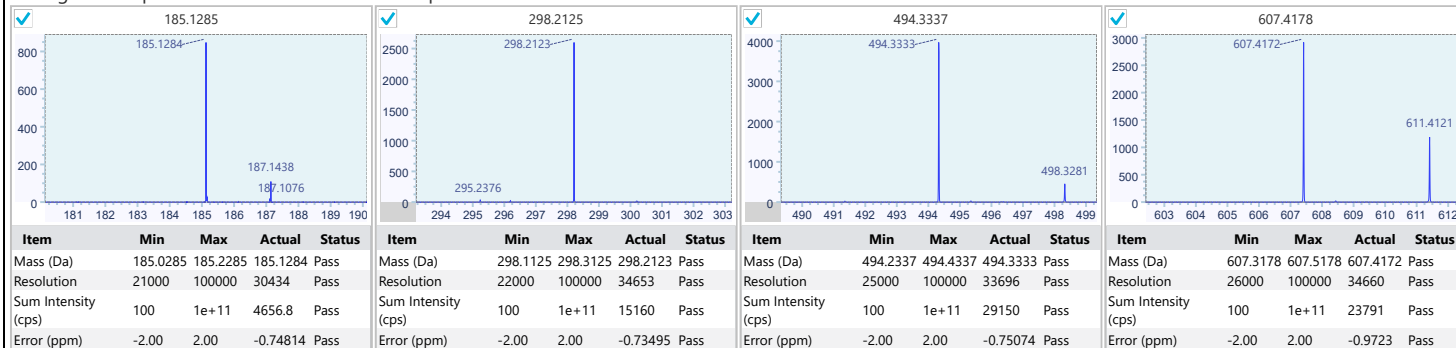 185.1285
185.1284
187.1438
187.1076
800
600
400
200
0
181 182 183 184 185 186 187 188 189 190
Item Min Max Actual Status
Mass (Da) 185.0285 185.2285 185.1284 Pass
Resolution 21000 100000 30434 Pass
Sum Intensity
(cps) 100 1e+11 4656.8 Pass
Error (ppm) -2.00 2.00 -0.74814 Pass
298.2125
298.2123
295.2376
2500
2000
1500
1000
500
0
294 295 296 297 298 299 300 301 302 303
Item Min Max Actual Status
Mass (Da) 298.1125 298.3125 298.2123 Pass
Resolution 22000 100000 34653 Pass
Sum Intensity
(cps) 100 1e+11 15160 Pass
Error (ppm) -2.00 2.00 -0.73495 Pass
494.3337
494.3333
498.3281
4000
3000
2000
1000
0
490 491 492 493 494 495 496 497 498 499
Item Min Max Actual Status
Mass (Da) 494.2337 494.4337 494.3333 Pass
Resolution 25000 100000 33696 Pass
Sum Intensity
(cps) 100 1e+11 29150 Pass
Error (ppm) -2.00 2.00 -0.75074 Pass
607.4178
607.4172
611.4121
3000
2500
2000
1500
1000
500
0
603 604 605 606 607 608 609 610 611 612
Item Min Max Actual Status
Mass (Da) 607.3178 607.5178 607.4172 Pass
Resolution 26000 100000 34660 Pass
Sum Intensity
(cps) 100 1e+11 23791 Pass
Error (ppm) -2.00 2.00 -0.9723 Pass